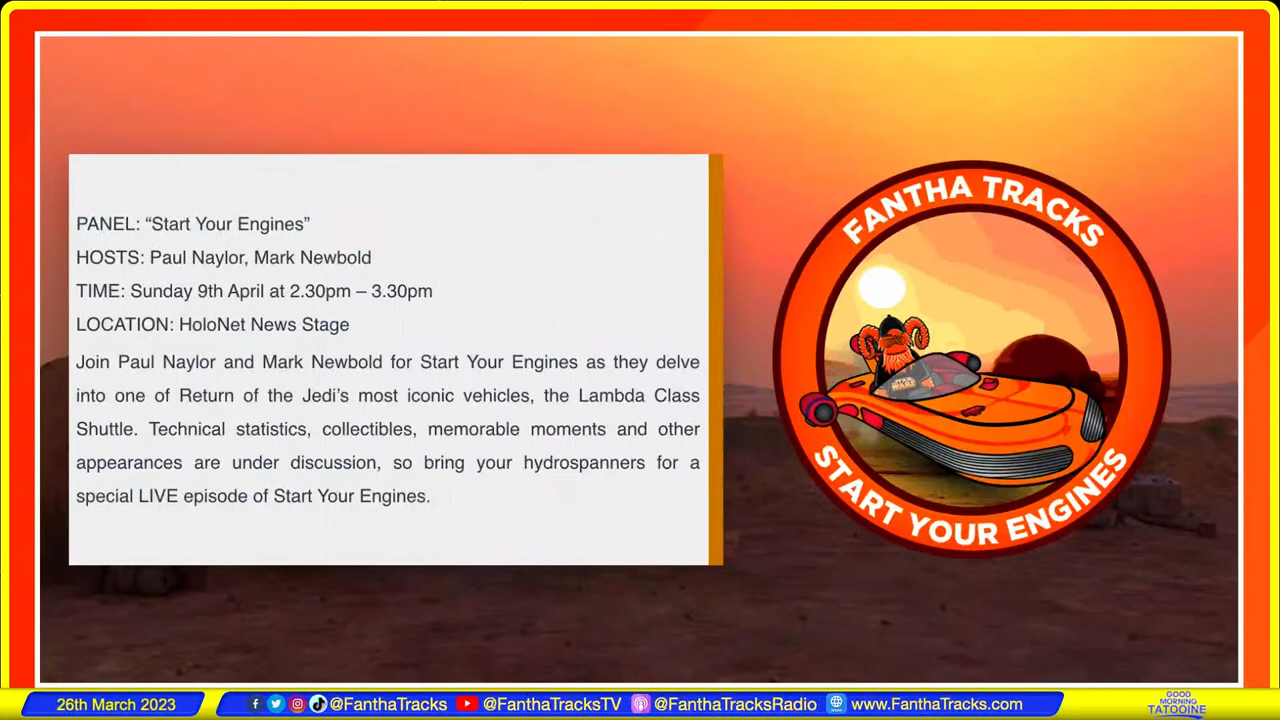 PANEL: “Start Your Engines”
HOSTS: Paul Naylor, Mark Newbold
TIME: Sunday 9th April at 2.30pm – 3.30pm
LOCATION: HoloNet News Stage
Join Paul Naylor and Mark Newbold for Start Your Engines as they delve
into one of Return of the Jedi’s most iconic vehicles, the Lambda Class
Shuttle. Technical statistics, collectibles, memorable moments and other
appearances are under discussion, so bring your hydrospanners for a
special LIVE episode of Start Your Engines.
FANTHA TRACKS
STAR WARS
START YOUR ENGINES
26th March 2023
@FanthaTracks @FanthaTracksTV @FanthaTracksRadio www.FanthaTracks.com
GOOD
MORNING
TATOOINE